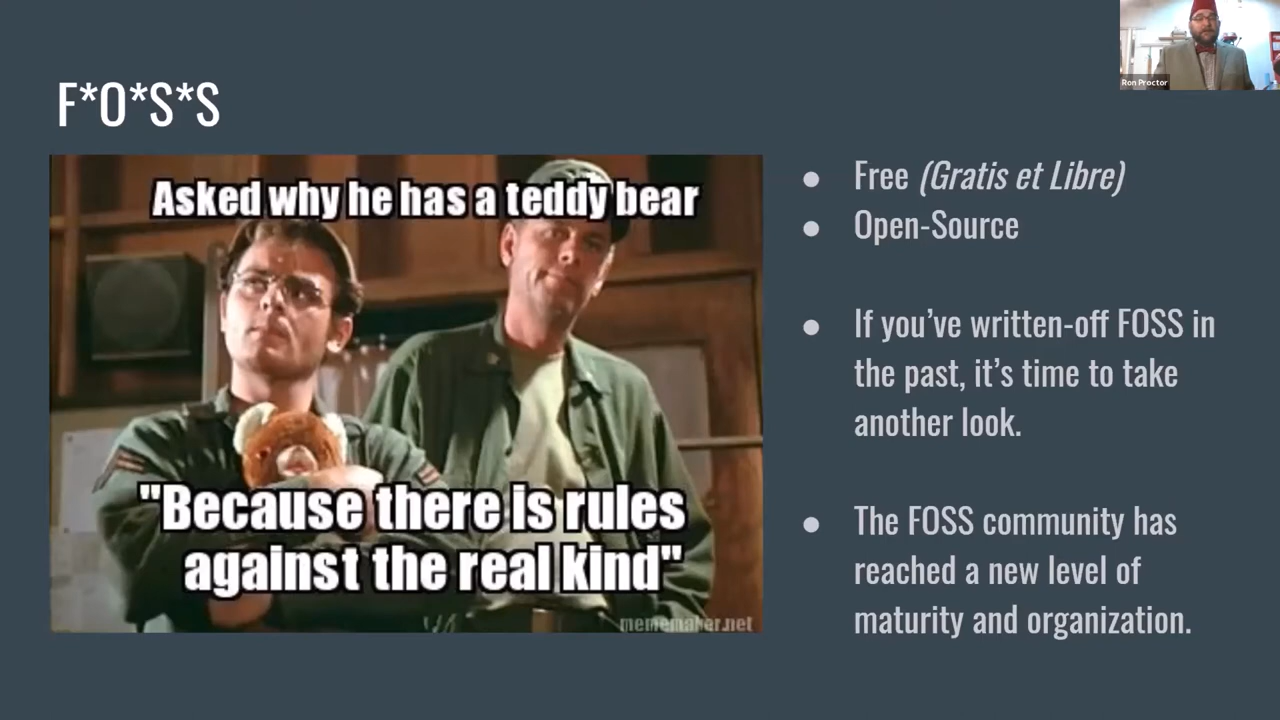 Ron Proctor
F*O*S*S
Asked why he has a teddy bear
"Because there is rules
against the real kind"
mememaker.net
● Free (Gratis et Libre)
● Open-Source
● If you’ve written-off FOSS in
the past, it’s time to take
another look.
● The FOSS community has
reached a new level of
maturity and organization.